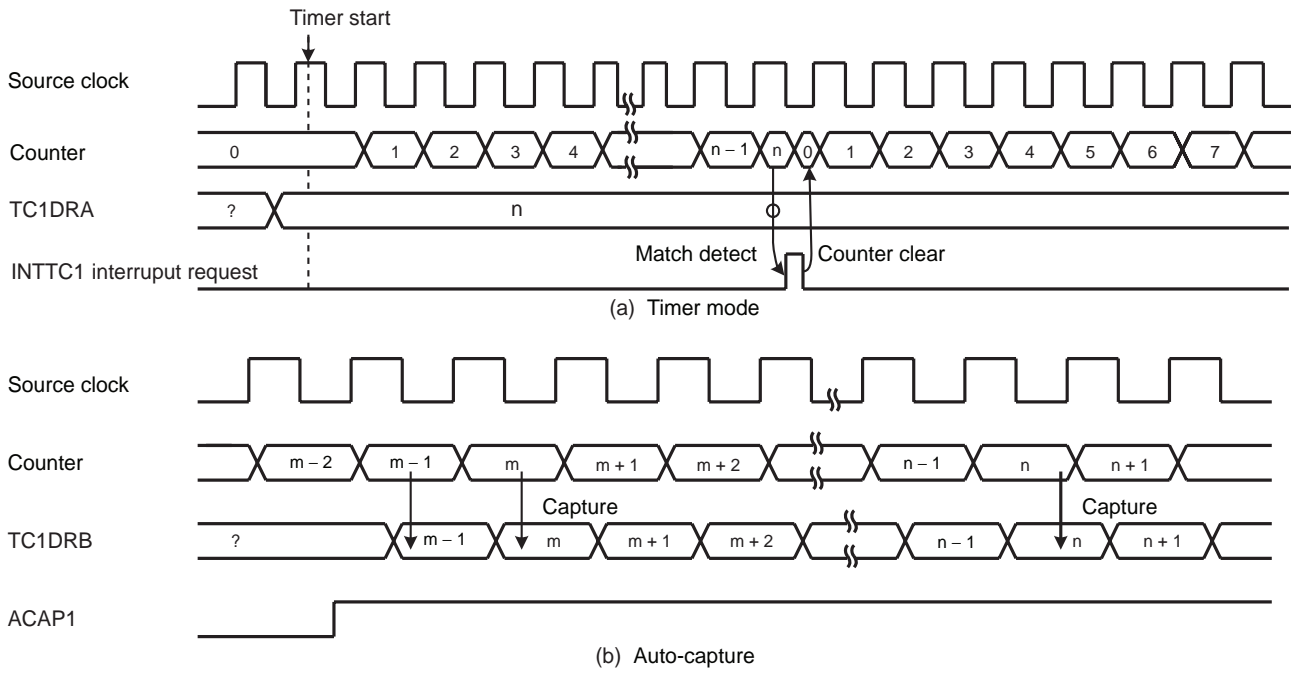 Timer start
Source clock
Counter 0 1 2 3 4 n – 1 n 0 1 2 3 4 5 6 7
TC1DRA ? n
Match detect Counter clear
INTTC1 interruput request
(a) Timer mode
Source clock
Counter m – 2 m – 1 m m + 1 m + 2 n – 1 n n + 1
Capture Capture
TC1DRB ? m – 1 m m + 1 m + 2 n – 1 n n + 1
ACAP1
(b) Auto-capture